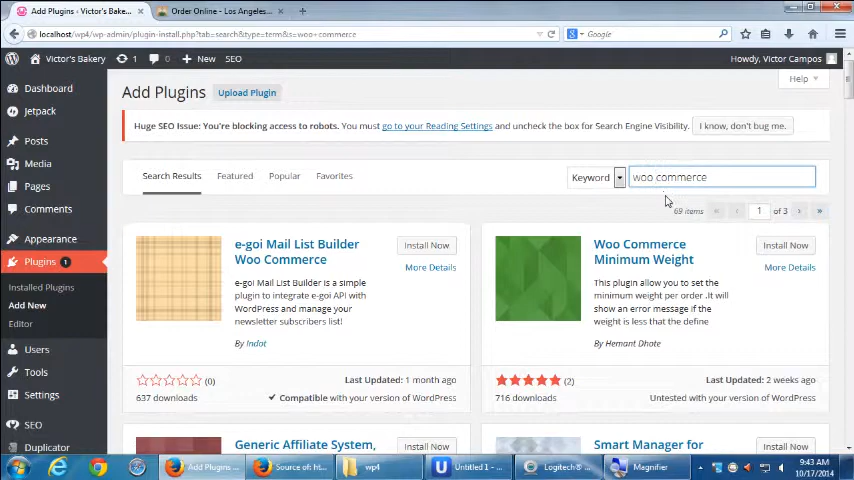 Add Plugins ‹ Victor's Bakery...
Order Online - Los Angeles...
localhost/wp4/wp-admin/plugin-install.php?tab=search&type=term&s=woo+commerce
Google
Victor's Bakery
1
0
New
SEO
Howdy, Victor Campos
Dashboard
Jetpack
Posts
Media
Pages
Comments
Appearance
Plugins 1
Installed Plugins
Add New
Editor
Users
Tools
Settings
SEO
Duplicator
Help
Add Plugins
Upload Plugin
Huge SEO Issue: You're blocking access to robots. You must go to your Reading Settings and uncheck the box for Search Engine Visibility.
I know, don't bug me.
Search Results
Featured
Popular
Favorites
Keyword
woo commerce
69 items
«
‹
1
of 3
›
»
e-goi Mail List Builder
Woo Commerce
Install Now
More Details
e-goi Mail List Builder is a simple
plugin to integrate e-goi API with
WordPress and manage your
newsletter subscribers list!
By Indot
(0)
Last Updated: 1 month ago
637 downloads
✔ Compatible with your version of WordPress
Woo Commerce
Minimum Weight
Install Now
More Details
This plugin allow you to set the
minimum weight per order .It will
show an error message if the
weight is less that the define
By Hemant Dhote
(2)
Last Updated: 2 weeks ago
716 downloads
Untested with your version of WordPress
Generic Affiliate System,
Install Now
Smart Manager for
Install Now
Add Plugins ...
Source of: ht...
wp4
Untitled 1 - ...
Logitech® ...
Magnifier
9:43 AM
10/17/2014